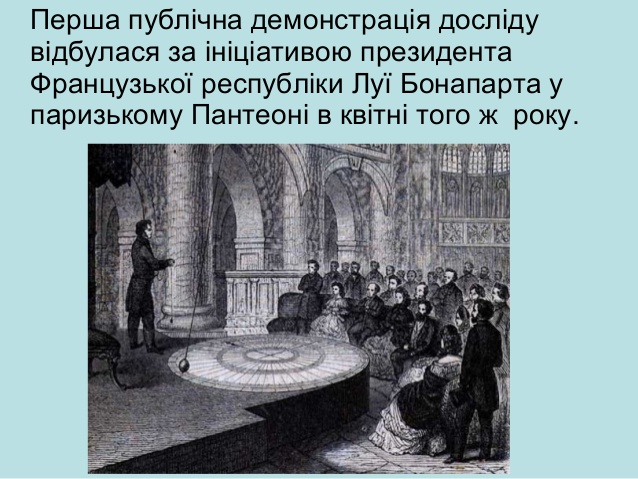 Перша публічна демонстрація досліду
відбулася за ініціативою президента
Французької республіки Луї Бонапарта у
паризькому Пантеоні в квітні того ж  року.